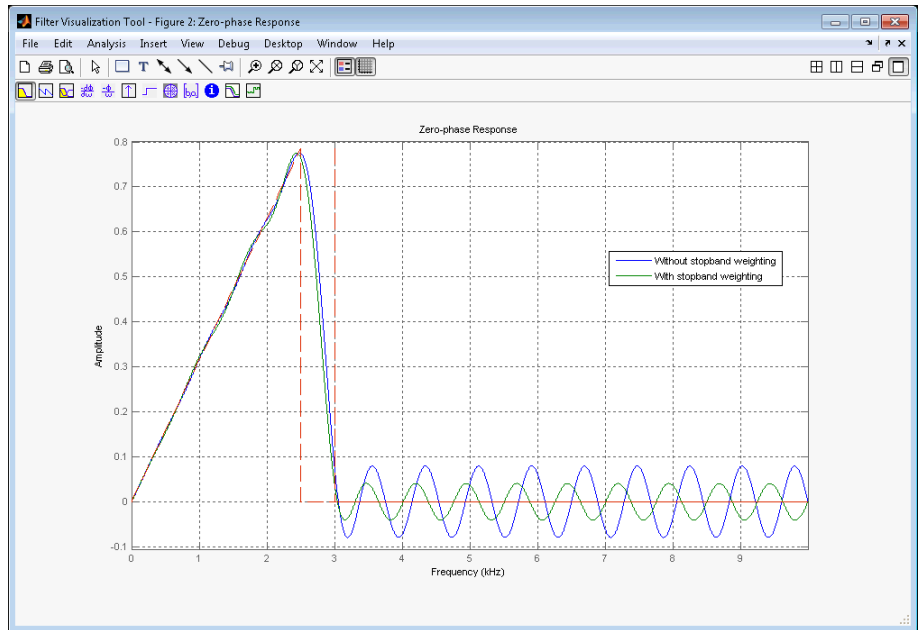 Filter Visualization Tool - Figure 2: Zero-phase Response
File Edit Analysis Insert View Debug Desktop Window Help
Zero-phase Response
0.8
0.7
0.6
0.5
0.4
0.3
0.2
0.1
0
-0.1
Amplitude
Without stopband weighting
With stopband weighting
0 1 2 3 4 5 6 7 8 9
Frequency (kHz)